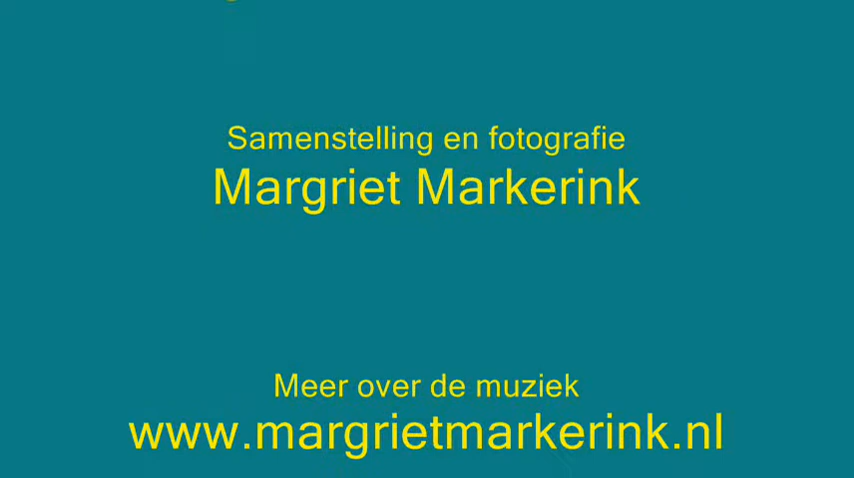 Samenstelling en fotografie
Margriet Markerink
Meer over de muziek
www.margrietmarkerink.nl